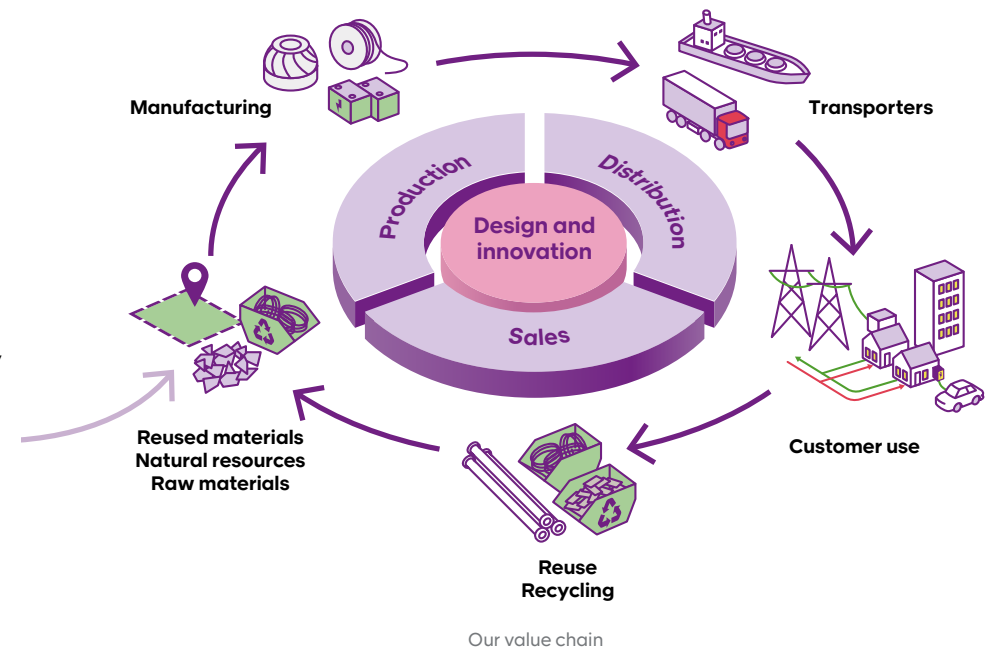 Manufacturing
Transporters
Production
Distribution
Design and
innovation
Sales
Reused materials
Natural resources
Raw materials
Customer use
Reuse
Recycling
Our value chain